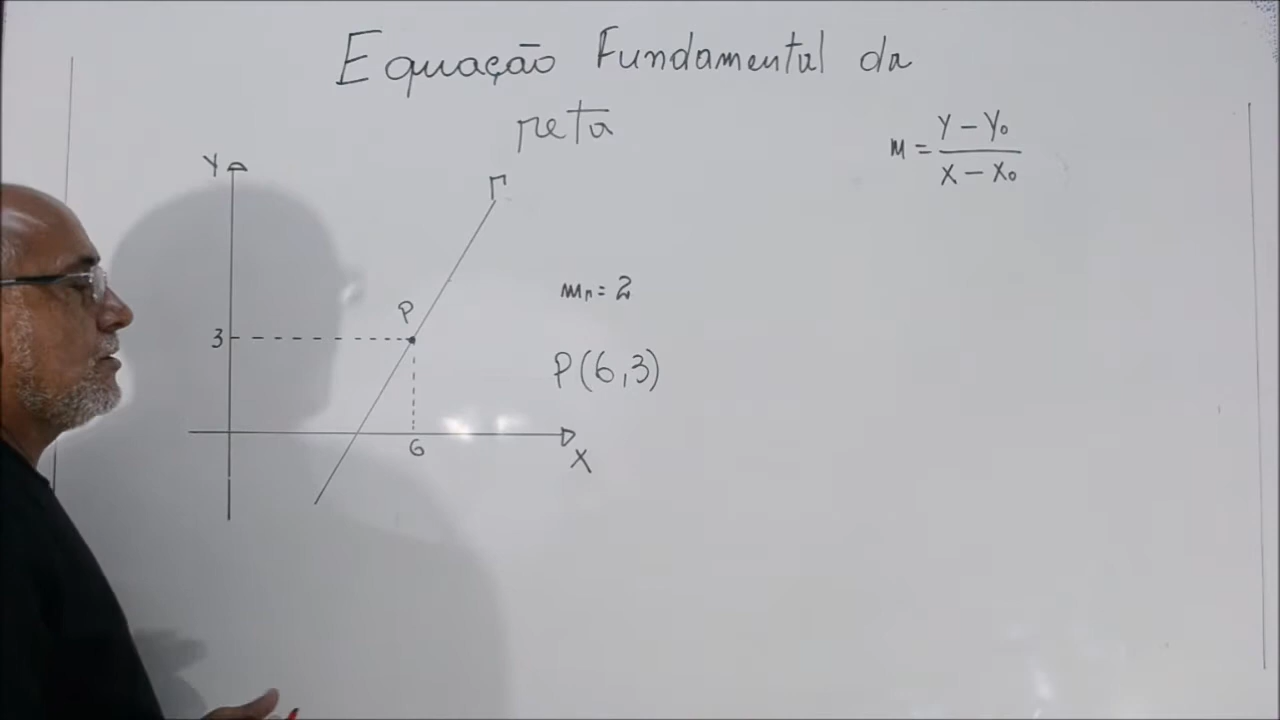 Equação Fundamental da
reta
m = (y - y₀) / (x - x₀)
y
r
mᵣ = 2
P
3
P(6,3)
6
x